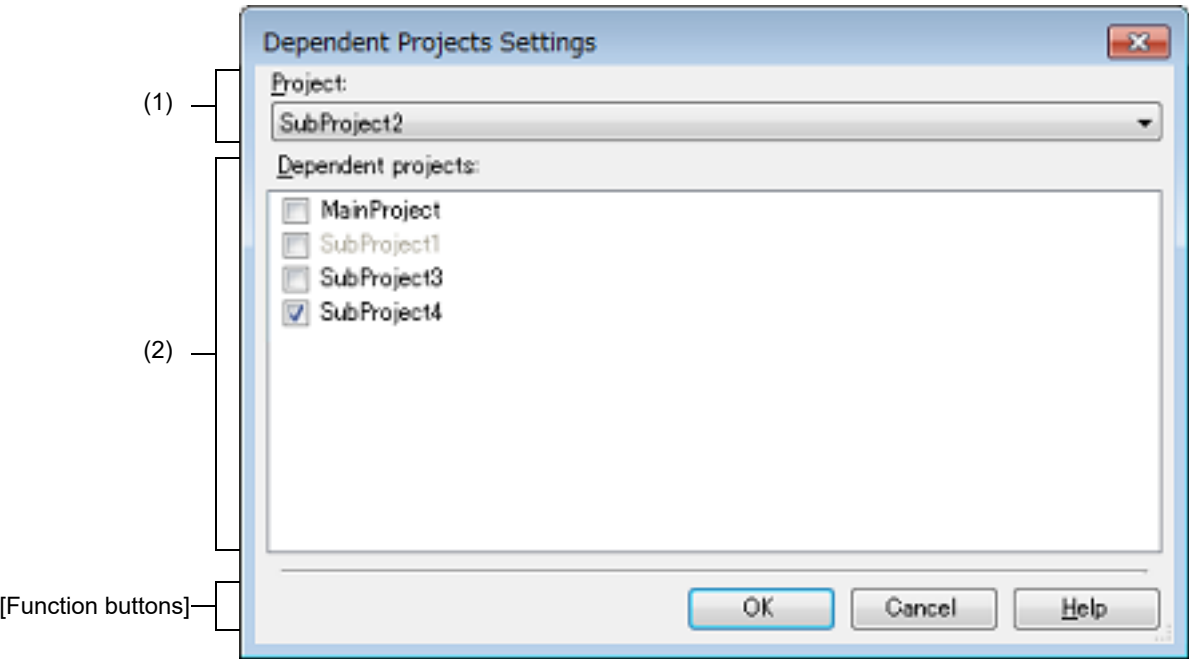 Dependent Projects Settings
(1)
Project:
SubProject2
(2)
Dependent projects:
MainProject
SubProject1
SubProject3
SubProject4
[Function buttons]
OK
Cancel
Help